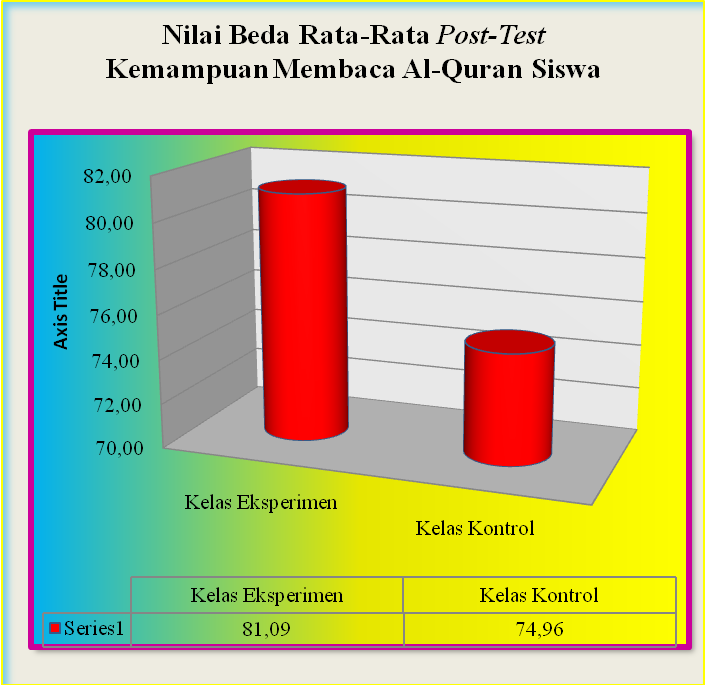 Nilai Beda Rata-Rata Post-Test
Kemampuan Membaca Al-Quran Siswa
82,00
80,00
78,00
76,00
74,00
72,00
70,00
Axis Title
Kelas Eksperimen
Kelas Kontrol
Kelas Eksperimen Kelas Kontrol
Series1 81,09 74,96